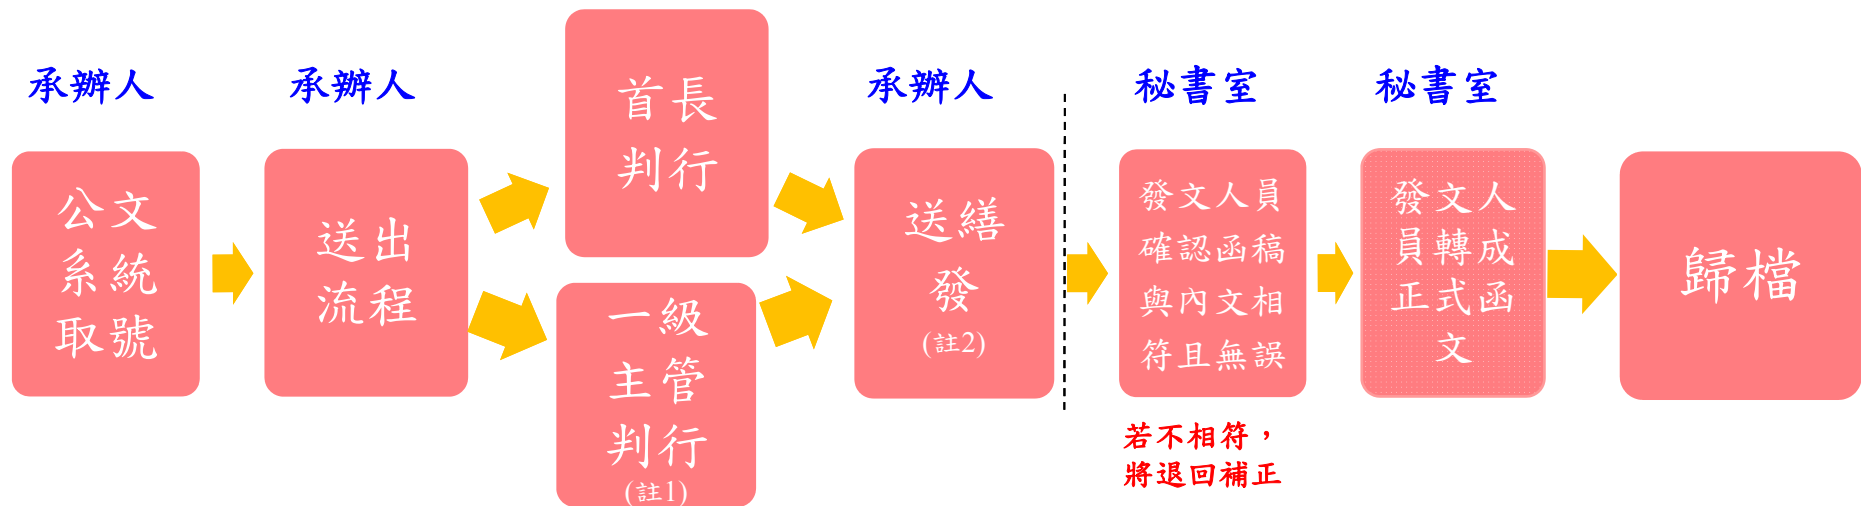 承辦人
公文
系統
取號
承辦人
送出
流程
首長
判行
一級
主管
判行
(註1)
承辦人
送繕
發
(註2)
秘書室
發文人員
確認函稿
與內文相
符且無誤
若不相符，
將退回補正
秘書室
發文人
員轉成
正式函
文
歸檔